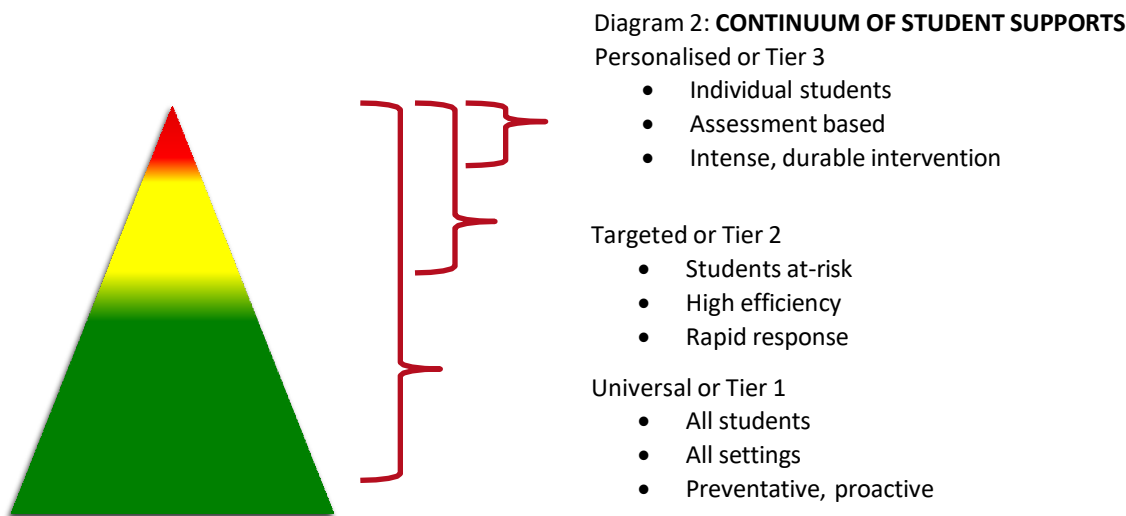 Diagram 2: CONTINUUM OF STUDENT SUPPORTS
Personalised or Tier 3
• Individual students
• Assessment based
• Intense, durable intervention
Targeted or Tier 2
• Students at-risk
• High efficiency
• Rapid response
Universal or Tier 1
• All students
• All settings
• Preventative, proactive